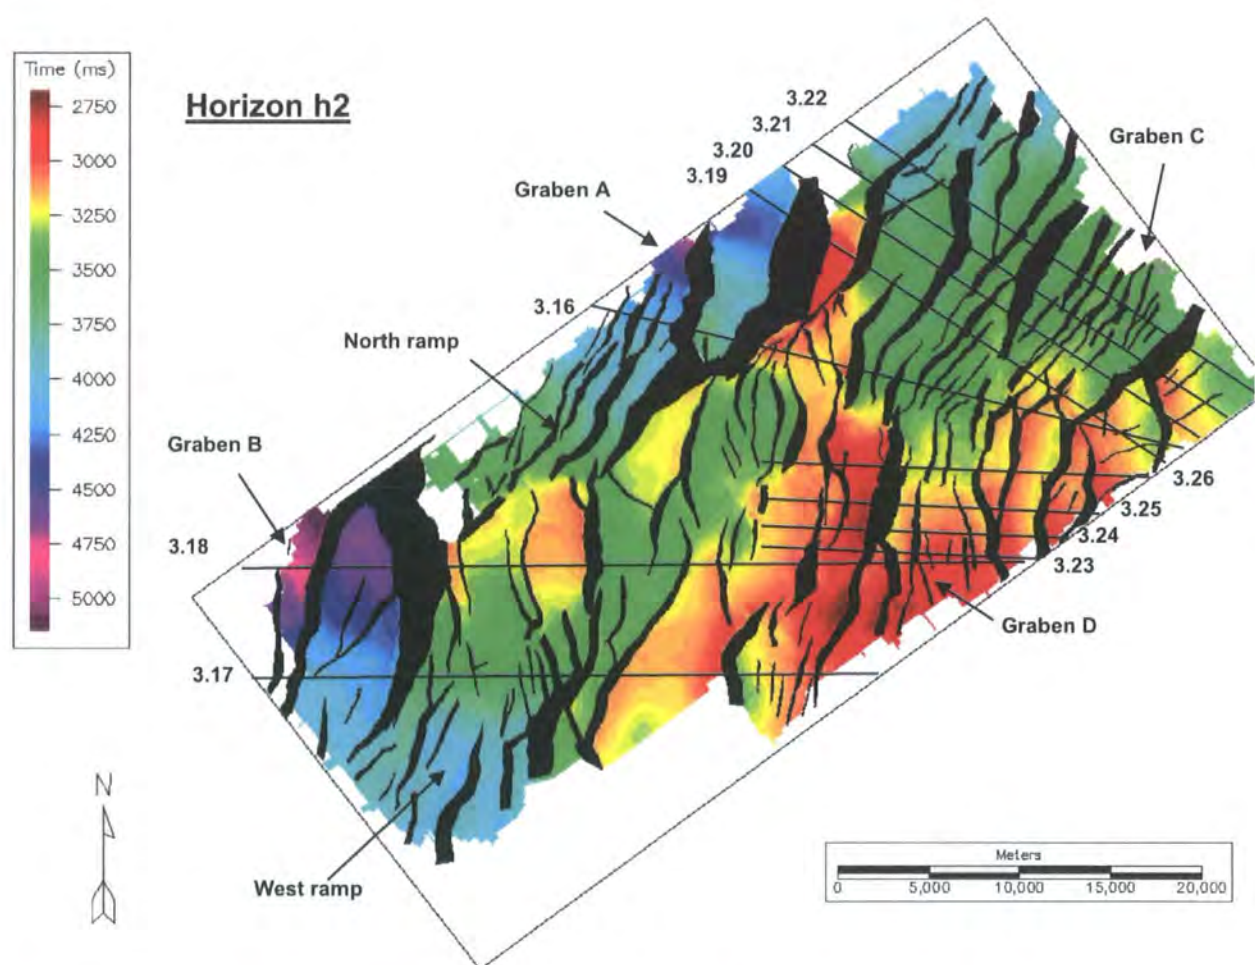 Time (ms)
2750
3000
3250
3500
3750
4000
4250
4500
4750
5000
Horizon h2
3.22
3.21
3.20
3.19
Graben C
Graben A
3.16
North ramp
Graben B
3.18
3.26
3.25
3.24
3.23
Graben D
3.17
N
West ramp
Meters
0 5,000 10,000 15,000 20,000